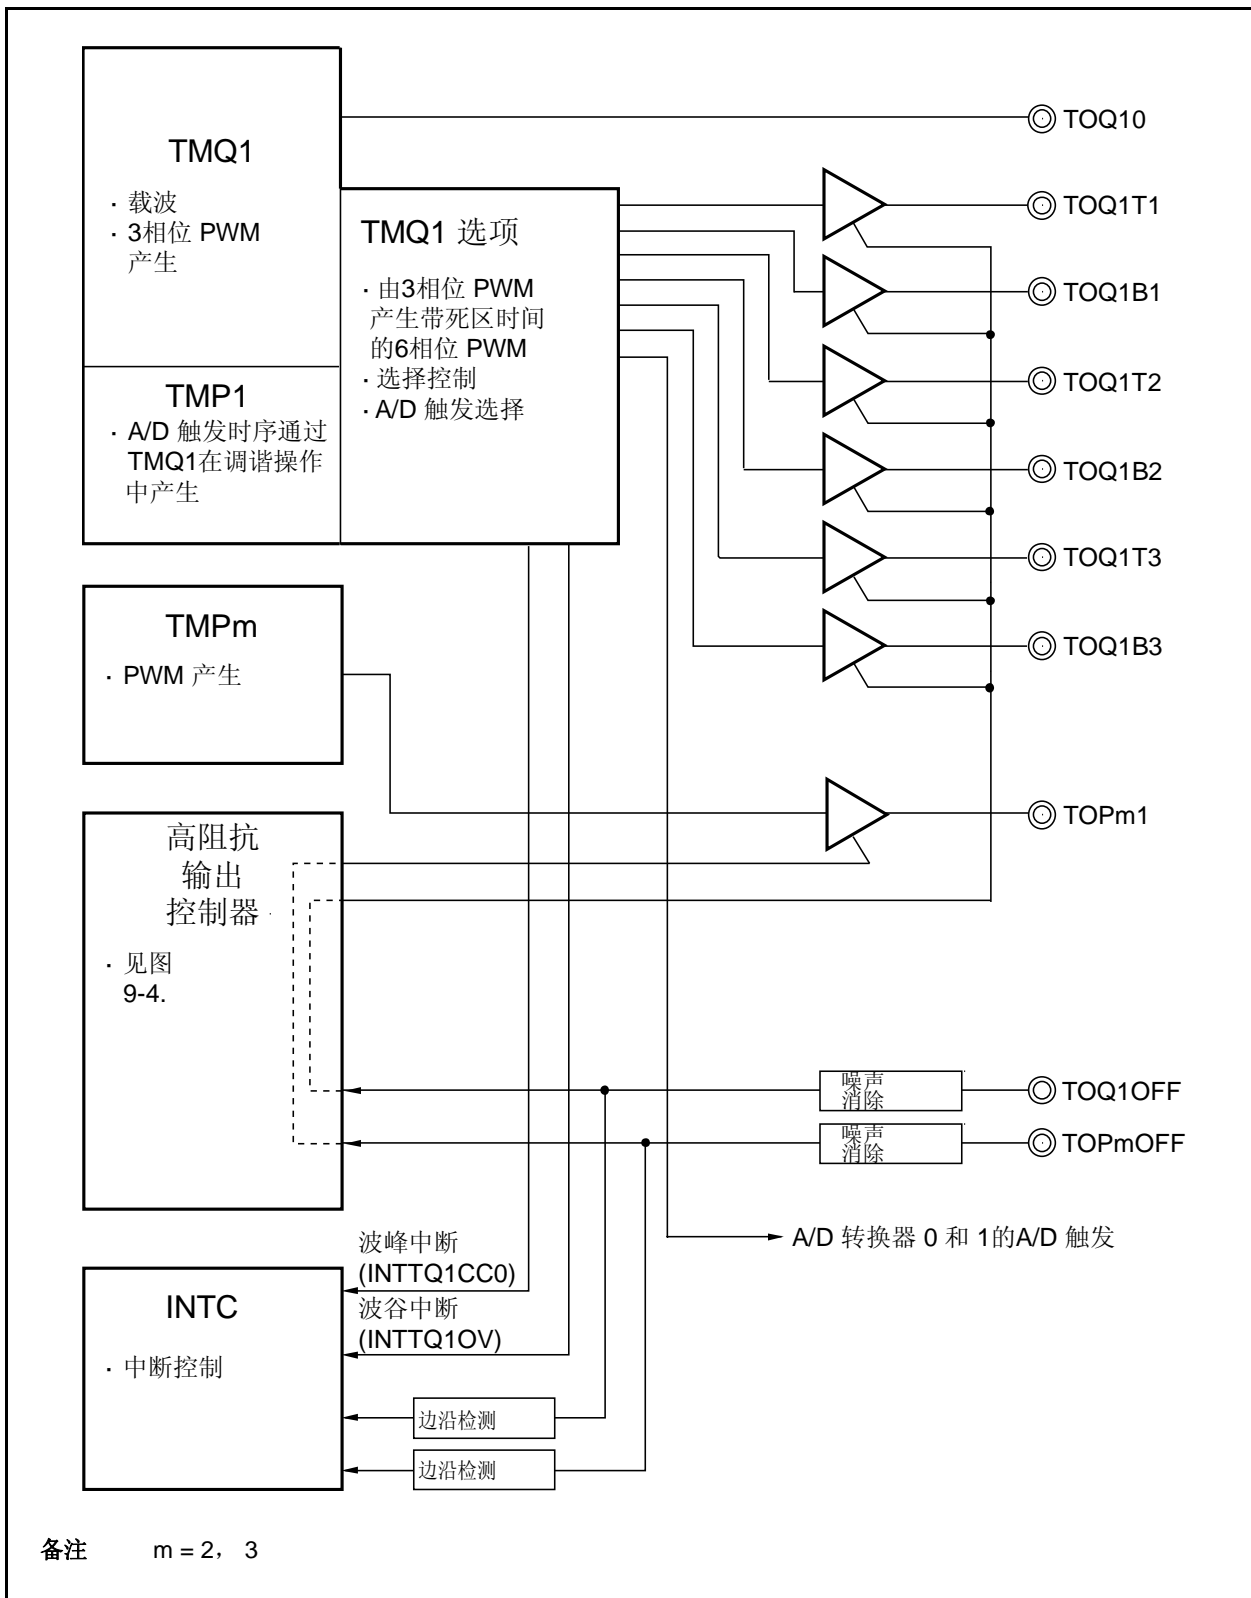 TMQ1
· 载波
· 3相位 PWM
产生
TMP1
· A/D 触发时序通过
TMQ1在调谐操作
中产生
TMQ1 选项
· 由3相位 PWM
产生带死区时间
的6相位 PWM
· 选择控制
· A/D 触发选择
TOQ10
TOQ1T1
TOQ1B1
TOQ1T2
TOQ1B2
TOQ1T3
TOQ1B3
TMPm
· PWM 产生
TOPm1
高阻抗
输出
控制器
· 见图
9-4.
噪声
消除
TOQ1OFF
噪声
消除
TOPmOFF
A/D 转换器 0 和 1的A/D 触发
波峰中断
(INTTQ1CC0)
波谷中断
(INTTQ1OV)
INTC
· 中断控制
边沿检测
边沿检测
备注 m = 2， 3